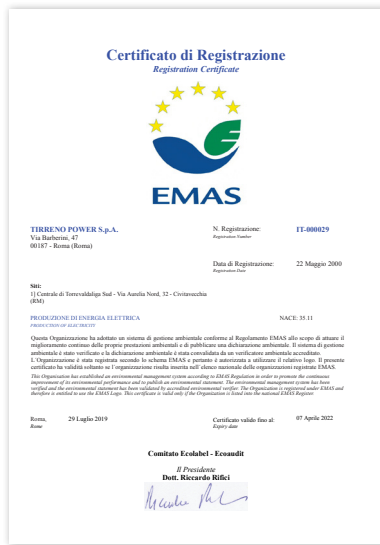 Certificato di Registrazione
Registration Certificate
EMAS
TIRRENO POWER S.p.A.
Via Barberini, 47
00187 - Roma (Roma)
N. Registrazione: IT-000029
Registration Number
Data di Registrazione: 22 Maggio 2000
Registration Date
Siti:
1] Centrale di Torrevaldaliga Sud - Via Aurelia Nord, 32 - Civitavecchia
(RM)
PRODUZIONE DI ENERGIA ELETTRICA NACE: 35.11
PRODUCTION OF ELECTRICITY
Questa Organizzazione ha adottato un sistema di gestione ambientale conforme al Regolamento EMAS allo scopo di attuare il
miglioramento continuo delle proprie prestazioni ambientali e di pubblicare una dichiarazione ambientale. Il sistema di gestione
ambientale è stato verificato e la dichiarazione ambientale è stata convalidata da un verificatore ambientale accreditato.
L'Organizzazione è stata registrata secondo lo schema EMAS e pertanto è autorizzata a utilizzare il relativo logo. Il presente
certificato ha validità soltanto se l'organizzazione risulta inserita nell'elenco nazionale delle organizzazioni registrate EMAS.
This Organisation has established an environmental management system according to EMAS Regulation in order to promote the continuous
improvement of its environmental performance and to publish an environmental statement. The environmental management system has been
verified and the environmental statement has been validated by accredited environmental verifier. The Organization is registered under EMAS and
therefore is entitled to use the EMAS Logo. This certificate is valid only if the Organization is listed into the national EMAS Register.
Roma, 29 Luglio 2019
Rome
Certificato valido fino al: 07 Aprile 2022
Expiry date
Comitato Ecolabel - Ecoaudit
Il Presidente
Dott. Riccardo Rifici